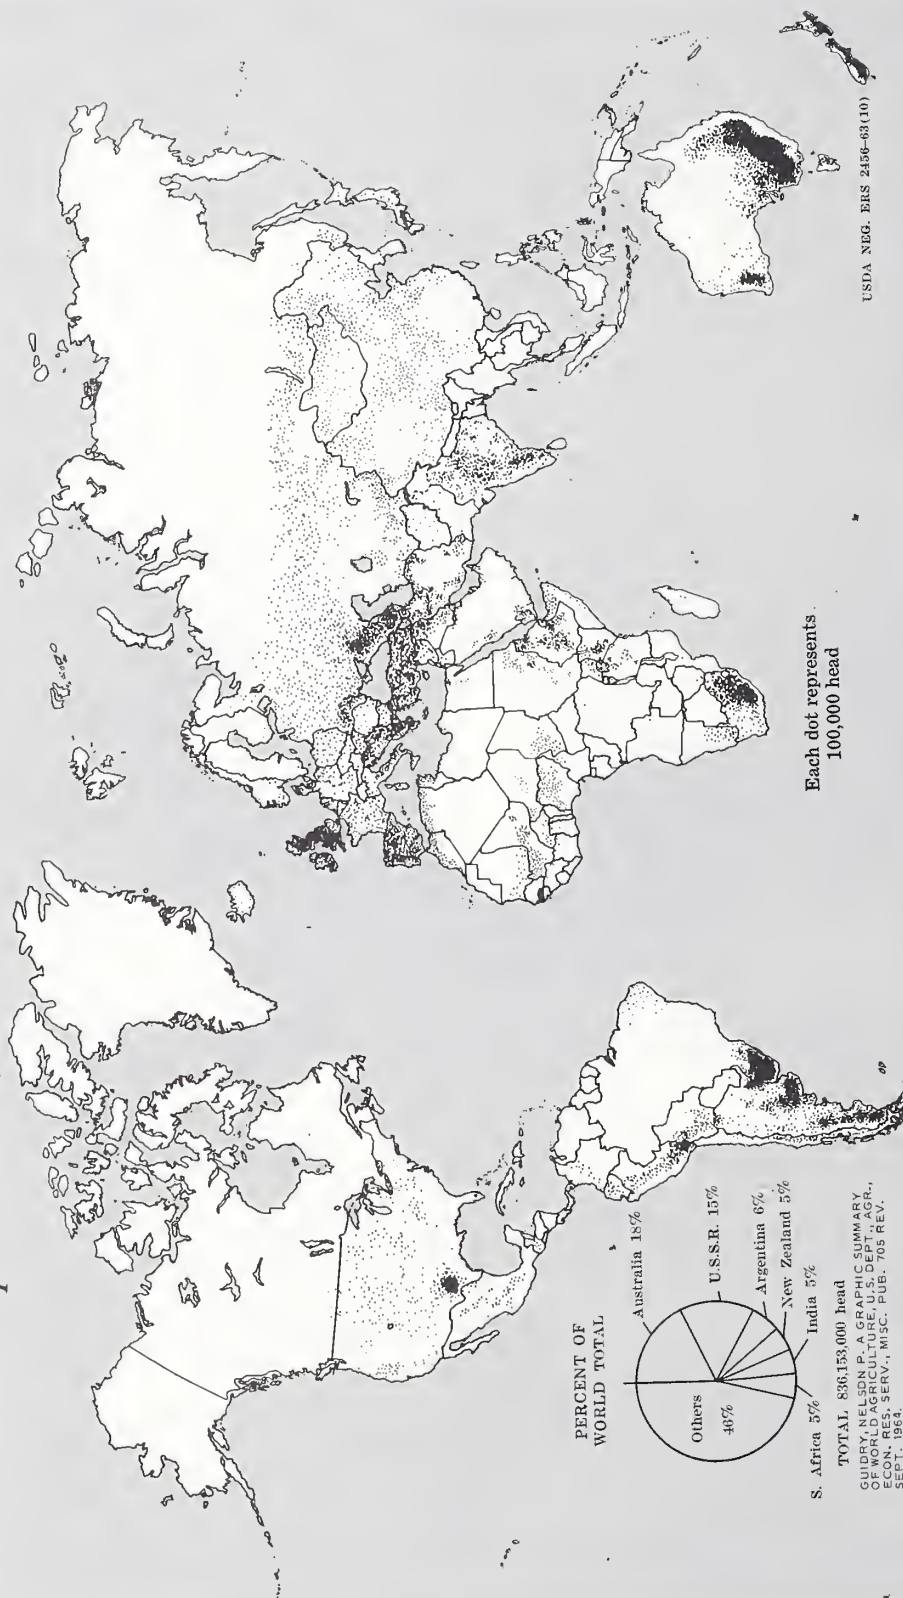 PERCENT OF
WORLD TOTAL
Australia 18%
U.S.S.R. 15%
Argentina 6%
New Zealand 5%
India 5%
S. Africa 5%
Others
46%
TOTAL 836,153,000 head
GUIDRY, NELSON P. A GRAPHIC SUMMARY
OF WORLD AGRICULTURE, U.S. DEPT., AGR.,
ECON. RES. SERV., MISC. PUB. 705 REV.
SEPT. 1964.
Each dot represents
100,000 head
USDA NEG. ERS 2456-63(10)